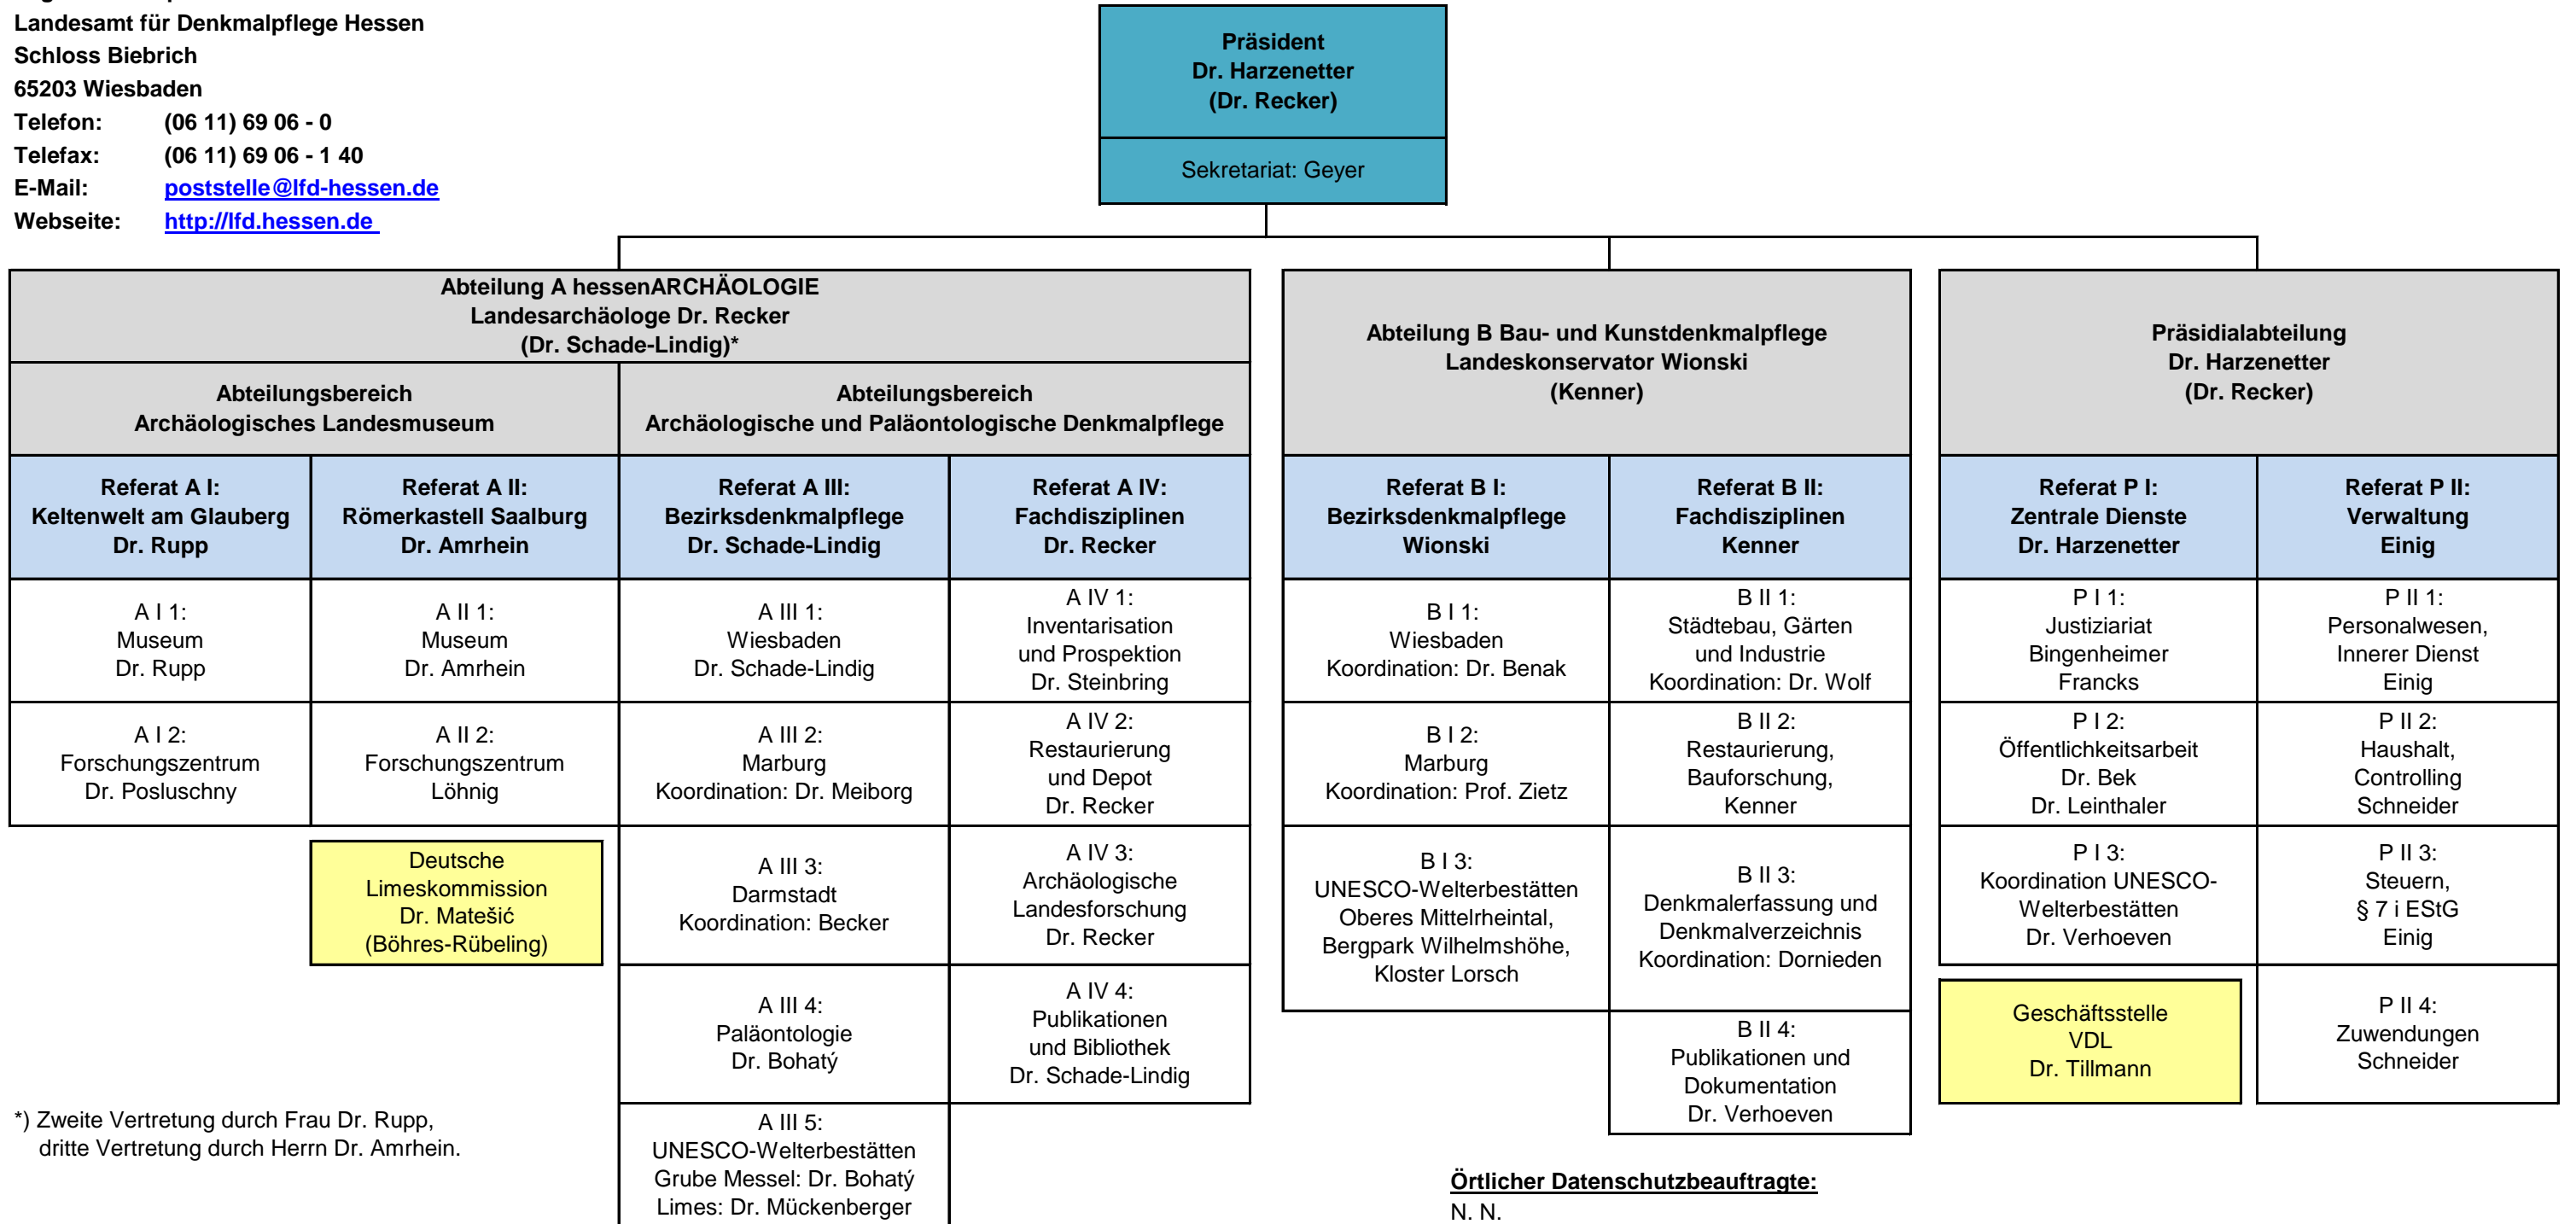 Landesamt für Denkmalpflege Hessen
Schloss Biebrich
65203 Wiesbaden
Telefon: (06 11) 69 06 - 0
Telefax: (06 11) 69 06 - 1 40
E-Mail: poststelle@lfd-hessen.de
Webseite: http://lfd.hessen.de
Präsident
Dr. Harzenetter
(Dr. Recker)
Sekretariat: Geyer
Abteilung A hessenARCHÄOLOGIE
Landesarchäologe Dr. Recker
(Dr. Schade-Lindig)*
Abteilungsbereich
Archäologisches Landesmuseum
Abteilungsbereich
Archäologische und Paläontologische Denkmalpflege
Abteilung B Bau- und Kunstdenkmalpflege
Landeskonservator Wionski
(Kenner)
Präsidialabteilung
Dr. Harzenetter
(Dr. Recker)
Referat A I:
Keltenwelt am Glauberg
Dr. Rupp
Referat A II:
Römerkastell Saalburg
Dr. Amrhein
Referat A III:
Bezirksdenkmalpflege
Dr. Schade-Lindig
Referat A IV:
Fachdisziplinen
Dr. Recker
Referat B I:
Bezirksdenkmalpflege
Wionski
Referat B II:
Fachdisziplinen
Kenner
Referat P I:
Zentrale Dienste
Dr. Harzenetter
Referat P II:
Verwaltung
Einig
A I 1:
Museum
Dr. Rupp
A II 1:
Museum
Dr. Amrhein
A III 1:
Wiesbaden
Dr. Schade-Lindig
A IV 1:
Inventarisation
und Prospektion
Dr. Steinbring
B I 1:
Wiesbaden
Koordination: Dr. Benak
B II 1:
Städtebau, Gärten
und Industrie
Koordination: Dr. Wolf
P I 1:
Justiziariat
Bingenheimer
Francks
P II 1:
Personalwesen,
Innerer Dienst
Einig
A I 2:
Forschungszentrum
Dr. Posluschny
A II 2:
Forschungszentrum
Löhnig
A III 2:
Marburg
Koordination: Dr. Meiborg
A IV 2:
Restaurierung
und Depot
Dr. Recker
B I 2:
Marburg
Koordination: Prof. Zietz
B II 2:
Restaurierung,
Bauforschung,
Kenner
P I 2:
Öffentlichkeitsarbeit
Dr. Bek
Dr. Leinthaler
P II 2:
Haushalt,
Controlling
Schneider
Deutsche
Limeskommission
Dr. Matešić
(Böhres-Rübeling)
A III 3:
Darmstadt
Koordination: Becker
A IV 3:
Archäologische
Landesforschung
Dr. Recker
B I 3:
UNESCO-Welterbestätten
Oberes Mittelrheintal,
Bergpark Wilhelmshöhe,
Kloster Lorsch
B II 3:
Denkmalerfassung und
Denkmalverzeichnis
Koordination: Dornieden
P I 3:
Koordination UNESCO-
Welterbestätten
Dr. Verhoeven
P II 3:
Steuern,
§ 7 i EStG
Einig
A III 4:
Paläontologie
Dr. Bohatý
A IV 4:
Publikationen
und Bibliothek
Dr. Schade-Lindig
B II 4:
Publikationen und
Dokumentation
Dr. Verhoeven
Geschäftsstelle
VDL
Dr. Tillmann
P II 4:
Zuwendungen
Schneider
*) Zweite Vertretung durch Frau Dr. Rupp,
dritte Vertretung durch Herrn Dr. Amrhein.
A III 5:
UNESCO-Welterbestätten
Grube Messel: Dr. Bohatý
Limes: Dr. Mückenberger
Örtlicher Datenschutzbeauftragte:
N. N.